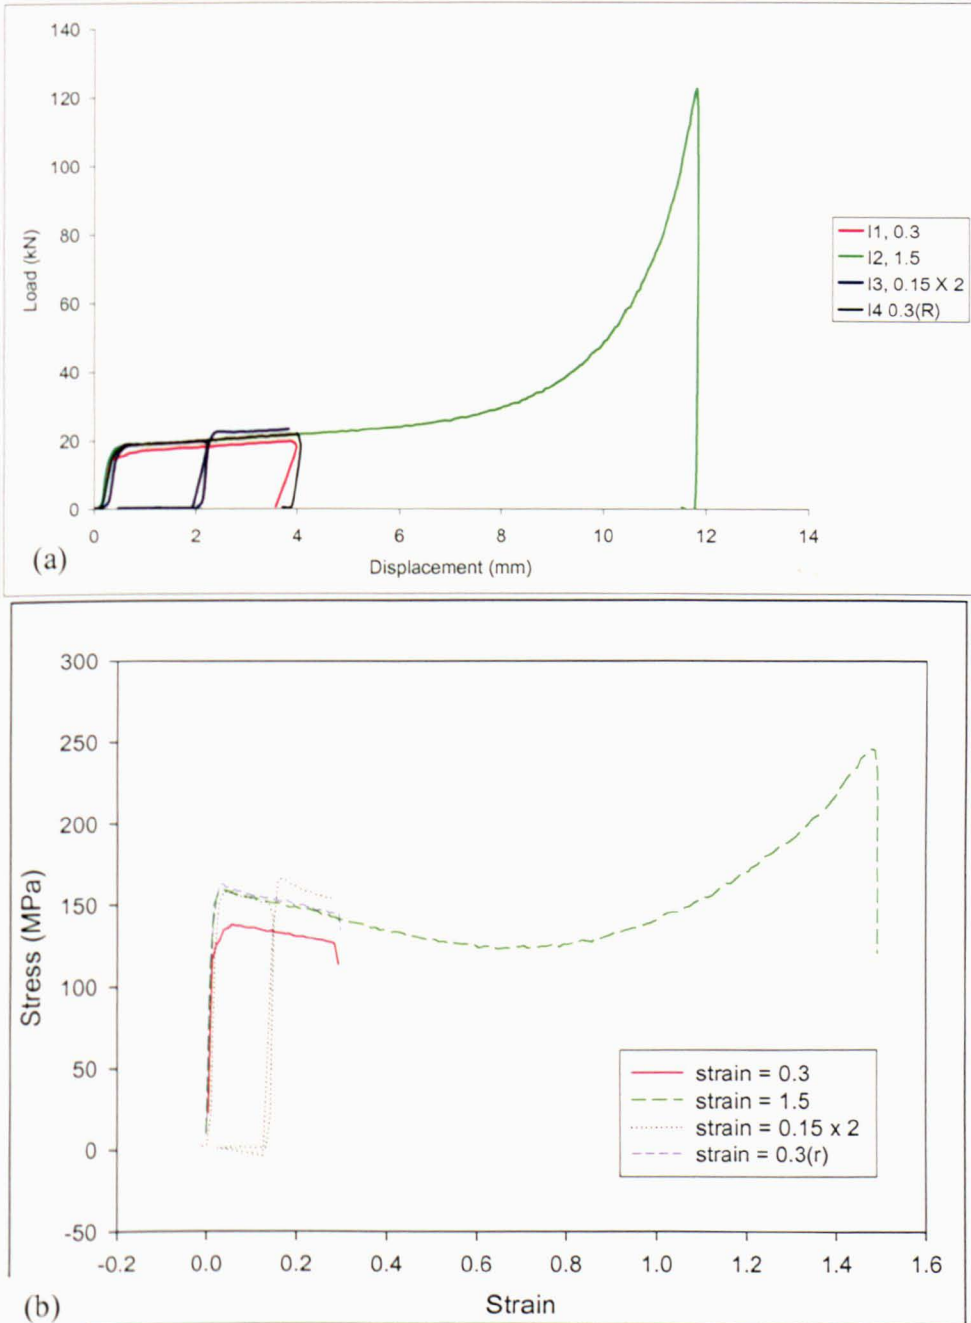 140
120
100
80
60
40
20
0
Load (kN)
0 2 4 6 8 10 12 14
Displacement (mm)
(a)
I1, 0.3
I2, 1.5
I3, 0.15 X 2
I4 0.3(R)
300
250
200
150
100
50
0
-50
Stress (MPa)
-0.2 0.0 0.2 0.4 0.6 0.8 1.0 1.2 1.4 1.6
Strain
(b)
strain = 0.3
strain = 1.5
strain = 0.15 x 2
strain = 0.3(r)